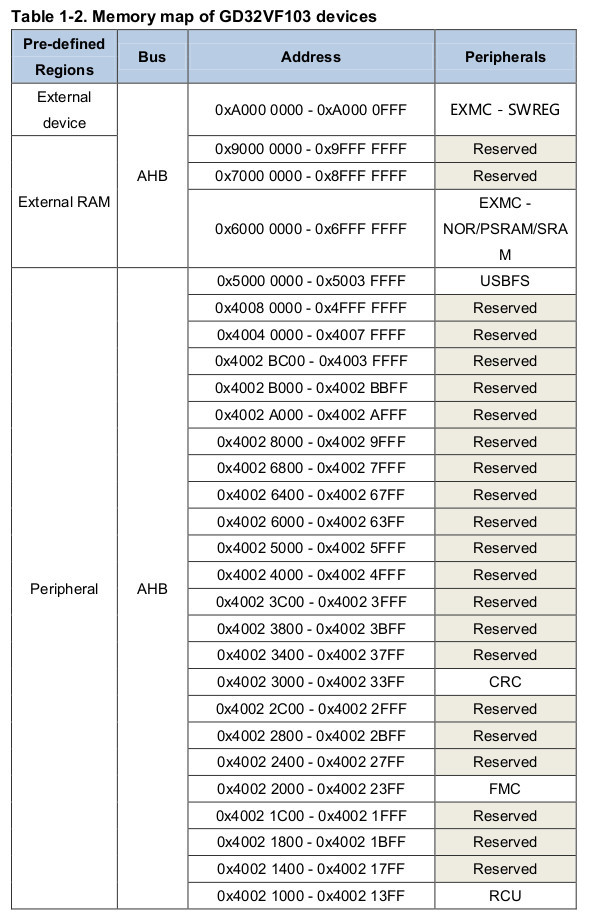 Table 1-2. Memory map of GD32VF103 devices
Pre-defined
Regions
Bus
Address
Peripherals
External
device
AHB
0xA000 0000 - 0xA000 0FFF
EXMC - SWREG
External RAM
0x9000 0000 - 0x9FFF FFFF
Reserved
0x7000 0000 - 0x8FFF FFFF
Reserved
0x6000 0000 - 0x6FFF FFFF
EXMC -
NOR/PSRAM/SRA
M
Peripheral
AHB
0x5000 0000 - 0x5003 FFFF
USBFS
0x4008 0000 - 0x4FFF FFFF
Reserved
0x4004 0000 - 0x4007 FFFF
Reserved
0x4002 BC00 - 0x4003 FFFF
Reserved
0x4002 B000 - 0x4002 BBFF
Reserved
0x4002 A000 - 0x4002 AFFF
Reserved
0x4002 8000 - 0x4002 9FFF
Reserved
0x4002 6800 - 0x4002 7FFF
Reserved
0x4002 6400 - 0x4002 67FF
Reserved
0x4002 6000 - 0x4002 63FF
Reserved
0x4002 5000 - 0x4002 5FFF
Reserved
0x4002 4000 - 0x4002 4FFF
Reserved
0x4002 3C00 - 0x4002 3FFF
Reserved
0x4002 3800 - 0x4002 3BFF
Reserved
0x4002 3400 - 0x4002 37FF
Reserved
0x4002 3000 - 0x4002 33FF
CRC
0x4002 2C00 - 0x4002 2FFF
Reserved
0x4002 2800 - 0x4002 2BFF
Reserved
0x4002 2400 - 0x4002 27FF
Reserved
0x4002 2000 - 0x4002 23FF
FMC
0x4002 1C00 - 0x4002 1FFF
Reserved
0x4002 1800 - 0x4002 1BFF
Reserved
0x4002 1400 - 0x4002 17FF
Reserved
0x4002 1000 - 0x4002 13FF
RCU